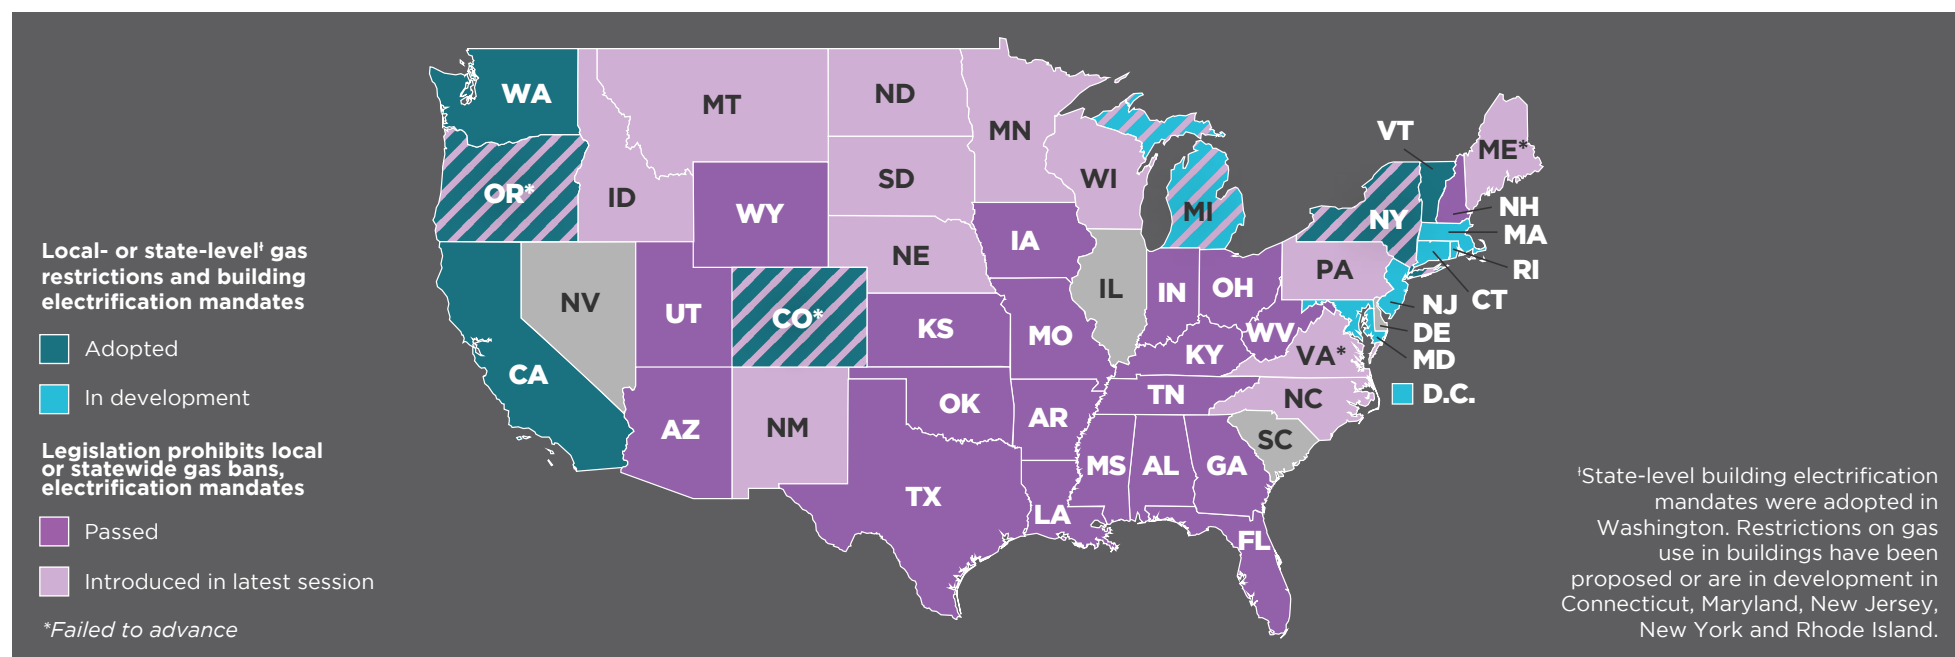 Local- or state-level† gas
restrictions and building
electrification mandates
Adopted
In development
Legislation prohibits local
or statewide gas bans,
electrification mandates
Passed
Introduced in latest session
*Failed to advance
WA
MT
ND
MN
OR*
ID
WY
SD
WI
MI
VT
ME*
NY
NH
MA
RI
CT
NJ
DE
MD
D.C.
NV
UT
CO*
NE
IA
IL
IN
OH
PA
WV
VA*
KY
KS
MO
CA
AZ
NM
OK
AR
TN
NC
SC
TX
LA
MS
AL
GA
FL
†State-level building electrification
mandates were adopted in
Washington. Restrictions on gas
use in buildings have been
proposed or are in development in
Connecticut, Maryland, New Jersey,
New York and Rhode Island.